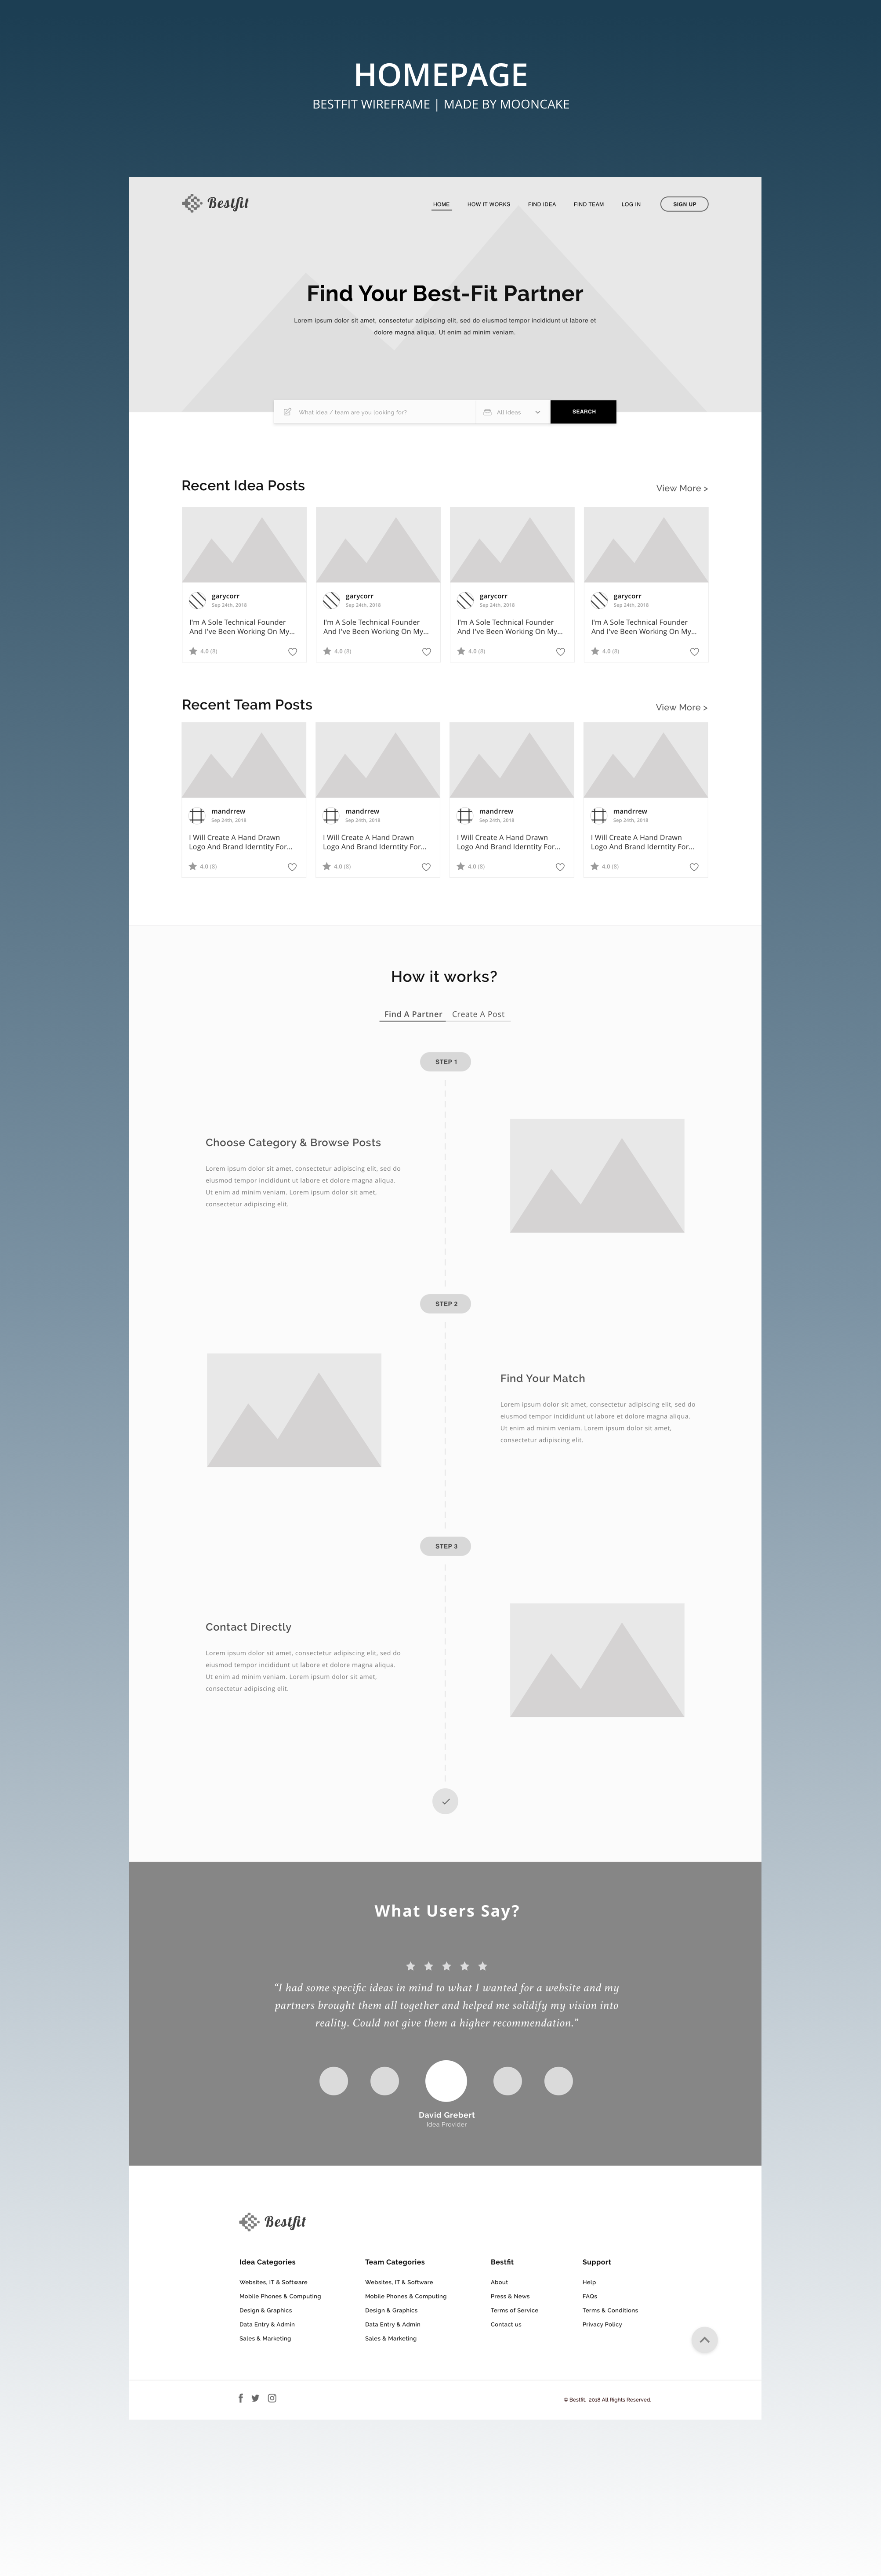 HOMEPAGE
BESTFIT WIREFRAME | MADE BY MOONCAKE
Bestfit
HOME
HOW IT WORKS
FIND IDEA
FIND TEAM
LOG IN
SIGN UP
Find Your Best-Fit Partner
Lorem ipsum dolor sit amet, consectetur adipiscing elit, sed do eiusmod tempor incididunt ut labore et
dolore magna aliqua. Ut enim ad minim veniam.
What idea / team are you looking for?
All Ideas
SEARCH
Recent Idea Posts
View More >
garycorr
Sep 24th, 2018
I'm A Sole Technical Founder
And I've Been Working On My...
4.0 (8)
garycorr
Sep 24th, 2018
I'm A Sole Technical Founder
And I've Been Working On My...
4.0 (8)
garycorr
Sep 24th, 2018
I'm A Sole Technical Founder
And I've Been Working On My...
4.0 (8)
garycorr
Sep 24th, 2018
I'm A Sole Technical Founder
And I've Been Working On My...
4.0 (8)
Recent Team Posts
View More >
mandrrew
Sep 24th, 2018
I Will Create A Hand Drawn
Logo And Brand Iderntity For...
4.0 (8)
mandrrew
Sep 24th, 2018
I Will Create A Hand Drawn
Logo And Brand Iderntity For...
4.0 (8)
mandrrew
Sep 24th, 2018
I Will Create A Hand Drawn
Logo And Brand Iderntity For...
4.0 (8)
mandrrew
Sep 24th, 2018
I Will Create A Hand Drawn
Logo And Brand Iderntity For...
4.0 (8)
How it works?
Find A Partner
Create A Post
STEP 1
Choose Category & Browse Posts
Lorem ipsum dolor sit amet, consectetur adipiscing elit, sed do
eiusmod tempor incididunt ut labore et dolore magna aliqua.
Ut enim ad minim veniam. Lorem ipsum dolor sit amet,
consectetur adipiscing elit.
STEP 2
Find Your Match
Lorem ipsum dolor sit amet, consectetur adipiscing elit, sed do
eiusmod tempor incididunt ut labore et dolore magna aliqua.
Ut enim ad minim veniam. Lorem ipsum dolor sit amet,
consectetur adipiscing elit.
STEP 3
Contact Directly
Lorem ipsum dolor sit amet, consectetur adipiscing elit, sed do
eiusmod tempor incididunt ut labore et dolore magna aliqua.
Ut enim ad minim veniam. Lorem ipsum dolor sit amet,
consectetur adipiscing elit.
What Users Say?
“I had some specific ideas in mind to what I wanted for a website and my
partners brought them all together and helped me solidify my vision into
reality. Could not give them a higher recommendation.”
David Grebert
Idea Provider
Bestfit
Idea Categories
Websites, IT & Software
Mobile Phones & Computing
Design & Graphics
Data Entry & Admin
Sales & Marketing
Team Categories
Websites, IT & Software
Mobile Phones & Computing
Design & Graphics
Data Entry & Admin
Sales & Marketing
Bestfit
About
Press & News
Terms of Service
Contact us
Support
Help
FAQs
Terms & Conditions
Privacy Policy
© Bestfit. 2018 All Rights Reserved.